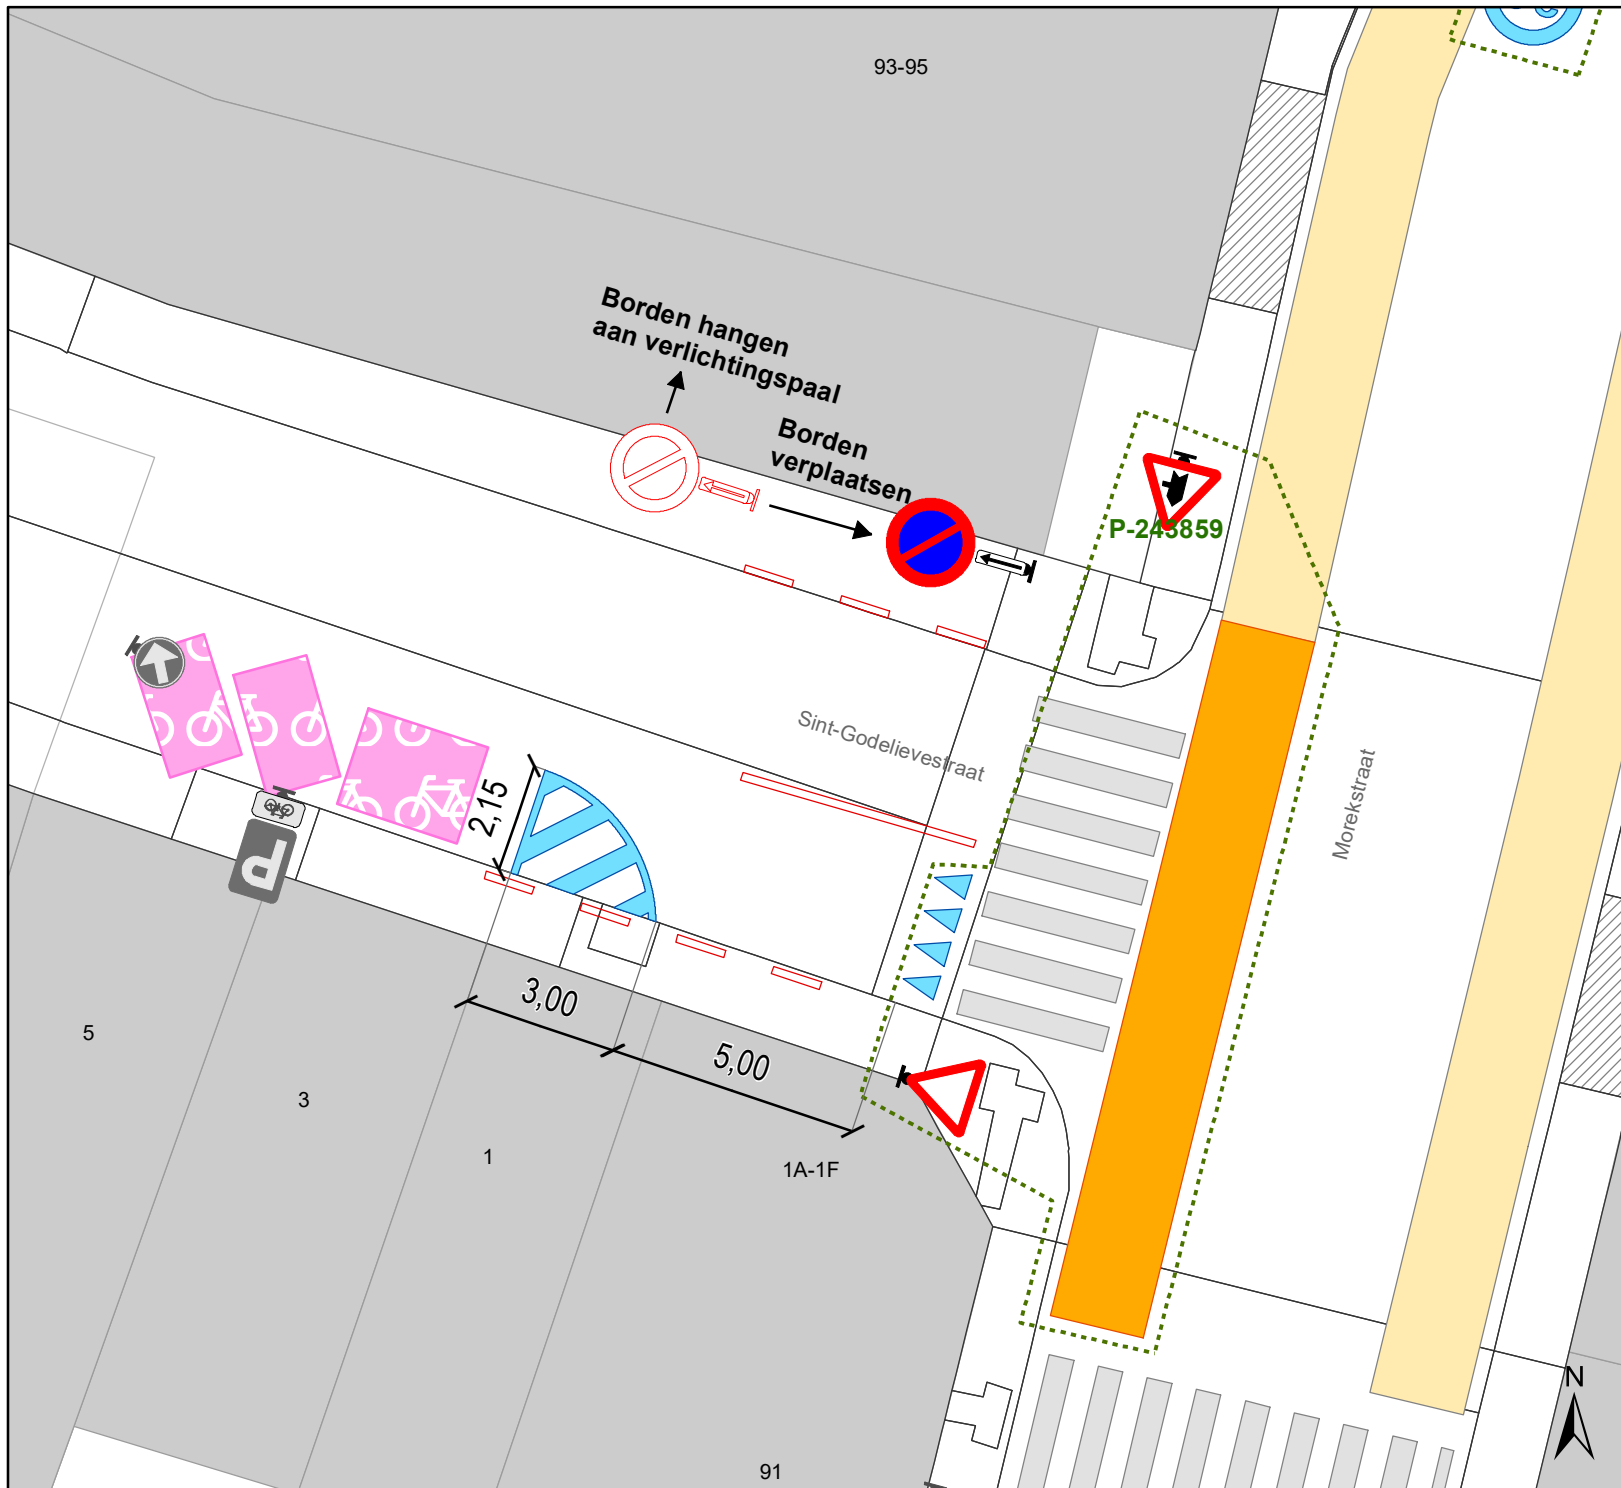 93-95
Borden hangen
aan verlichtingspaal
Borden
verplaatsen
P-243859
Sint-Godelievestraat
Morekstraat
2,15
P
3,00
5,00
5
3
1
1A-1F
91
N